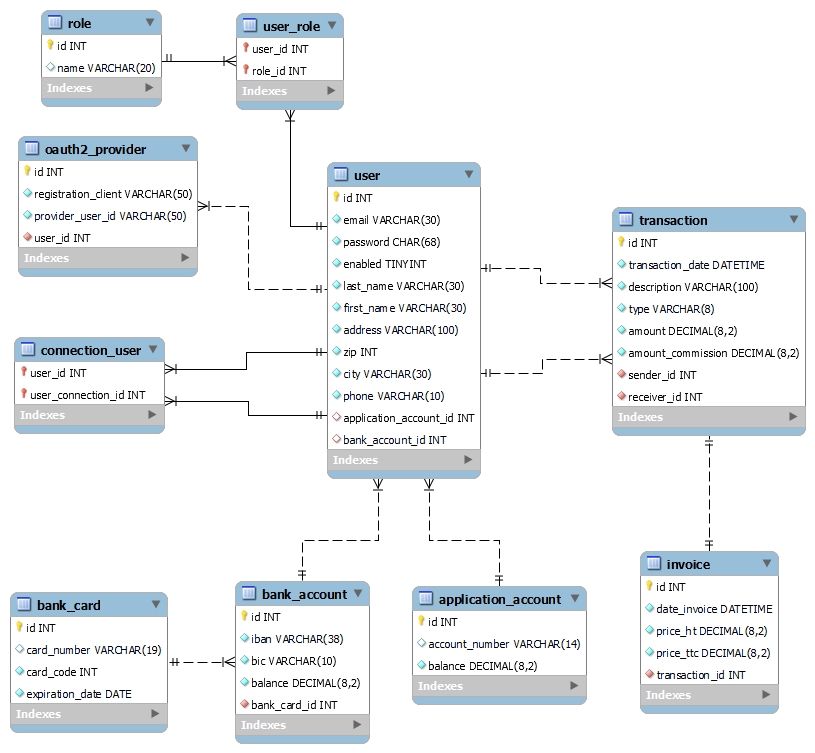 role
id INT
name VARCHAR(20)
Indexes
user_role
user_id INT
role_id INT
Indexes
oauth2_provider
id INT
registration_client VARCHAR(50)
provider_user_id VARCHAR(50)
user_id INT
Indexes
user
id INT
email VARCHAR(30)
password CHAR(68)
enabled TINYINT
last_name VARCHAR(30)
first_name VARCHAR(30)
address VARCHAR(100)
zip INT
city VARCHAR(30)
phone VARCHAR(10)
application_account_id INT
bank_account_id INT
Indexes
transaction
id INT
transaction_date DATETIME
description VARCHAR(100)
type VARCHAR(8)
amount DECIMAL(8,2)
amount_commission DECIMAL(8,2)
sender_id INT
receiver_id INT
Indexes
connection_user
user_id INT
user_connection_id INT
Indexes
bank_card
id INT
card_number VARCHAR(19)
card_code INT
expiration_date DATE
Indexes
bank_account
id INT
iban VARCHAR(38)
bic VARCHAR(10)
balance DECIMAL(8,2)
bank_card_id INT
Indexes
application_account
id INT
account_number VARCHAR(14)
balance DECIMAL(8,2)
Indexes
invoice
id INT
date_invoice DATETIME
price_ht DECIMAL(8,2)
price_ttc DECIMAL(8,2)
transaction_id INT
Indexes